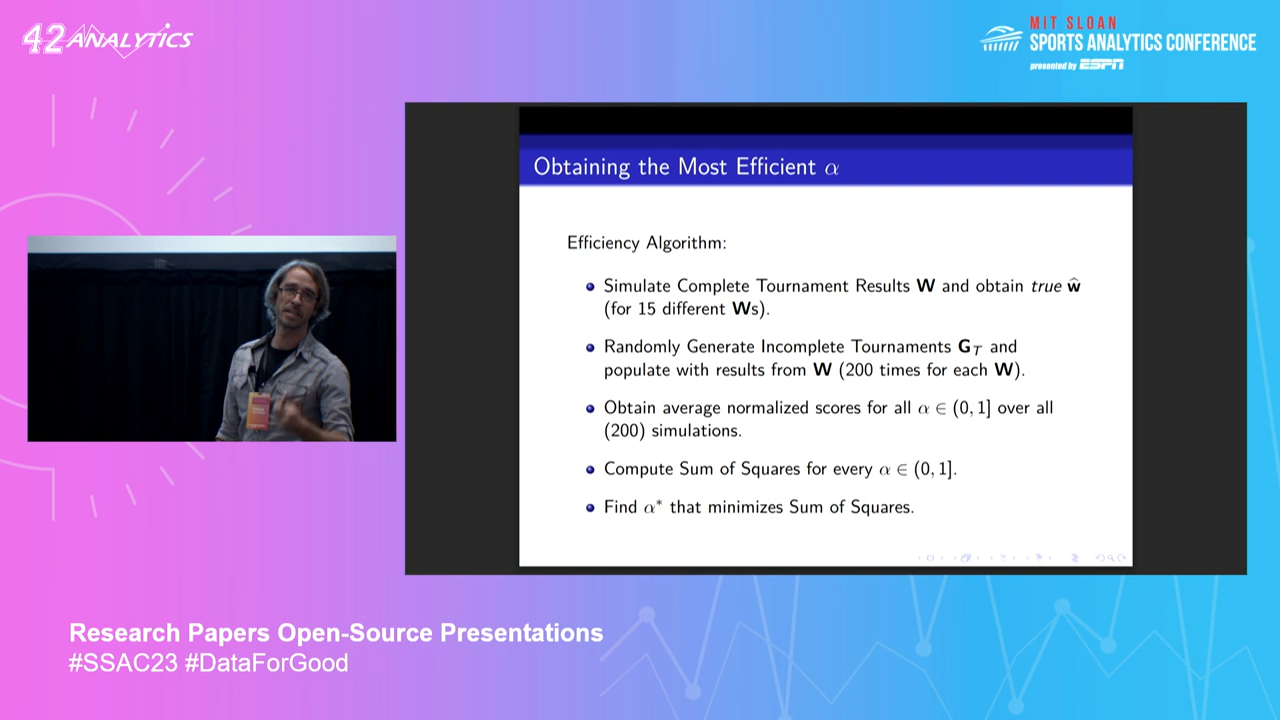 42 ANALYTICS
MIT SLOAN
SPORTS ANALYTICS CONFERENCE
presented by ESPN
Obtaining the Most Efficient α
Efficiency Algorithm:
Simulate Complete Tournament Results W and obtain true ŵ
(for 15 different Ws).
Randomly Generate Incomplete Tournaments G_T and
populate with results from W (200 times for each W).
Obtain average normalized scores for all α ∈ (0, 1] over all
(200) simulations.
Compute Sum of Squares for every α ∈ (0, 1].
Find α* that minimizes Sum of Squares.
Research Papers Open-Source Presentations
#SSAC23 #DataForGood